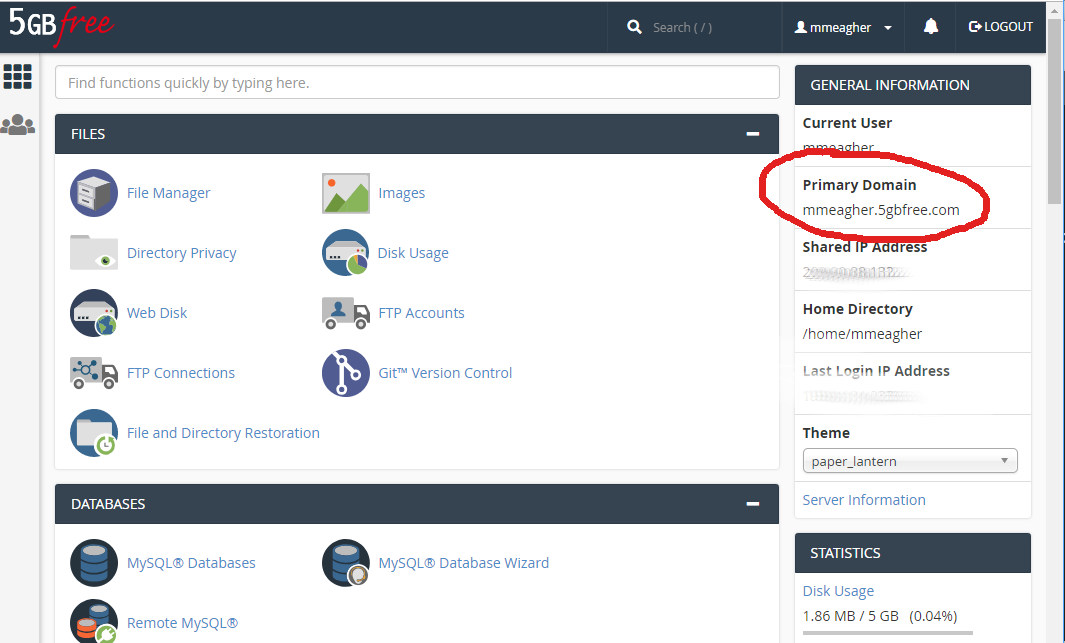 5GBfree
Search ( / )
mmeagher
LOGOUT
Find functions quickly by typing here.
FILES
File Manager
Images
Directory Privacy
Disk Usage
Web Disk
FTP Accounts
FTP Connections
Git™ Version Control
File and Directory Restoration
DATABASES
MySQL® Databases
MySQL® Database Wizard
Remote MySQL®
GENERAL INFORMATION
Current User
mmeagher
Primary Domain
mmeagher.5gbfree.com
Shared IP Address
Home Directory
/home/mmeagher
Last Login IP Address
Theme
paper_lantern
Server Information
STATISTICS
Disk Usage
1.86 MB / 5 GB (0.04%)